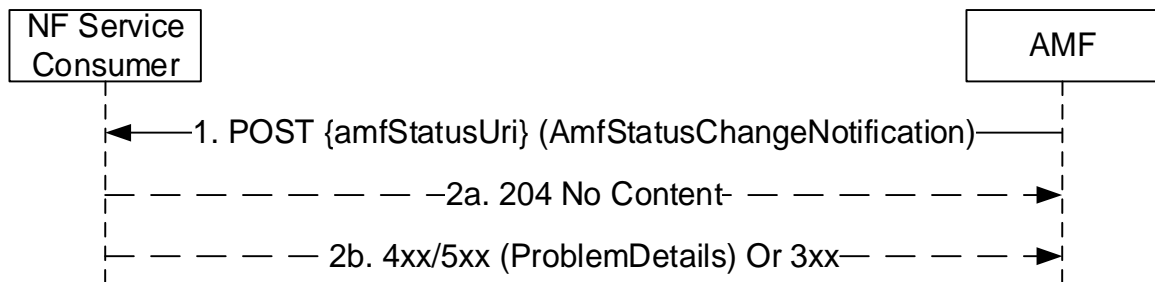 NF Service
Consumer
AMF
1. POST {amfStatusUri} (AmfStatusChangeNotification)
2a. 204 No Content
2b. 4xx/5xx (ProblemDetails) Or 3xx